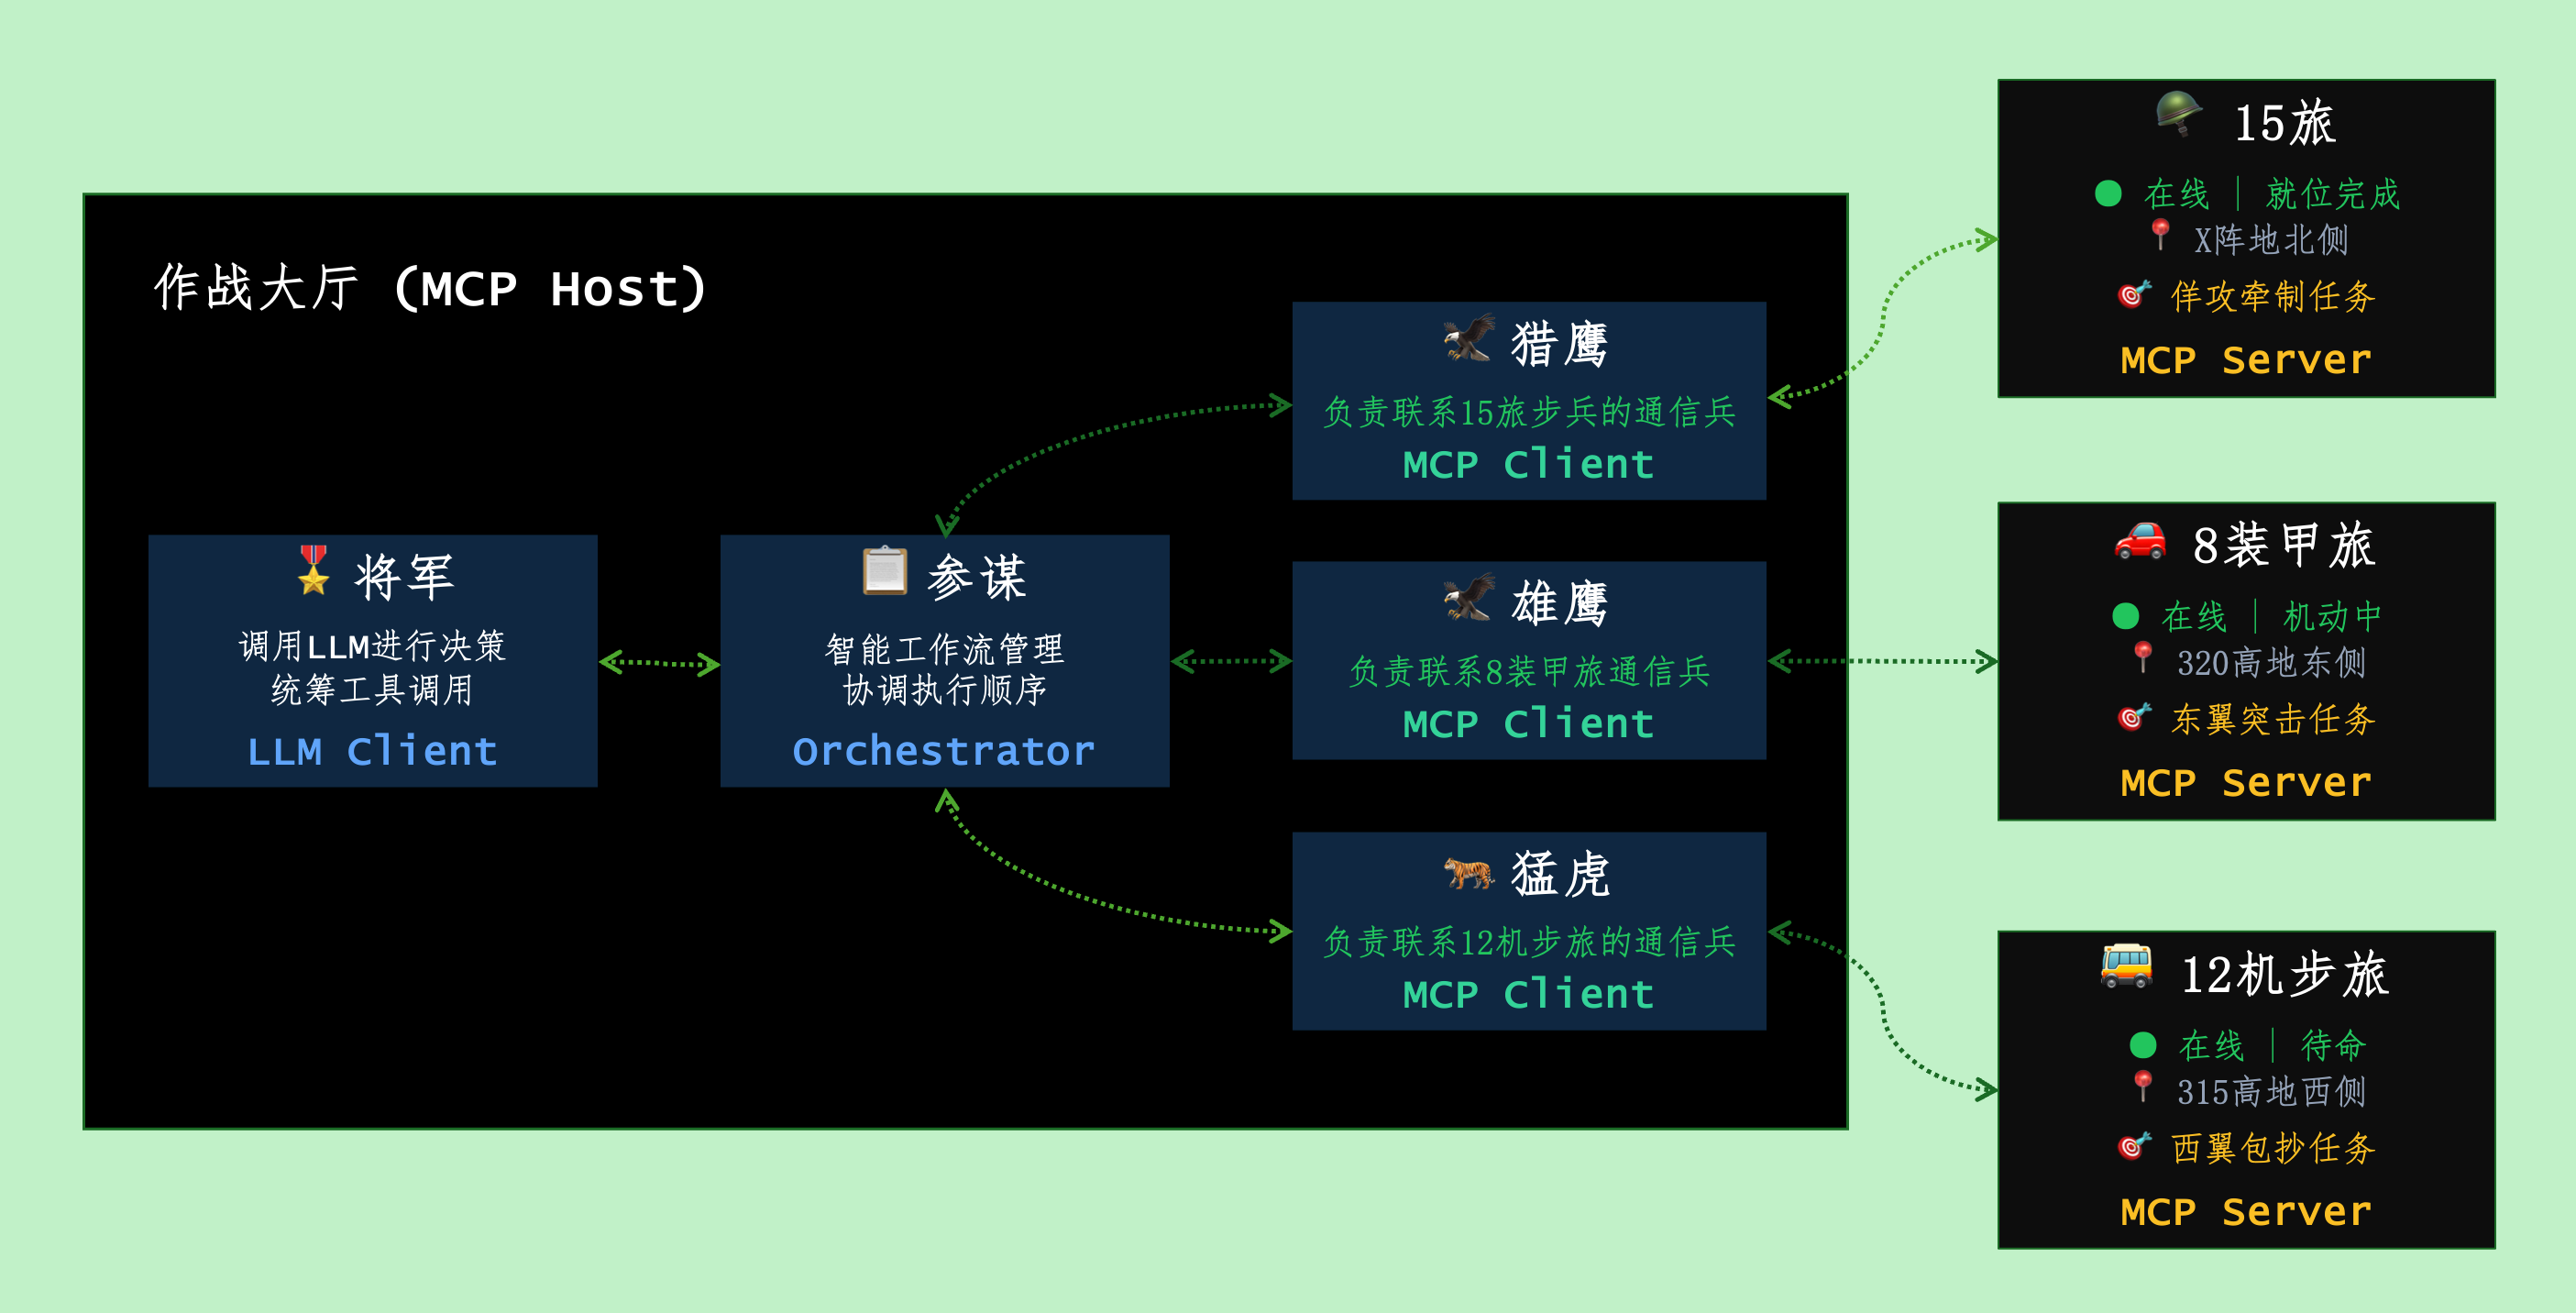 作战大厅 (MCP Host)
将军
调用LLM进行决策
统筹工具调用
LLM Client
参谋
智能工作流管理
协调执行顺序
Orchestrator
猎鹰
负责联系15旅步兵的通信兵
MCP Client
雄鹰
负责联系8装甲旅通信兵
MCP Client
猛虎
负责联系12机步旅的通信兵
MCP Client
15旅
在线 | 就位完成
X阵地北侧
佯攻牵制任务
MCP Server
8装甲旅
在线 | 机动中
320高地东侧
东翼突击任务
MCP Server
12机步旅
在线 | 待命
315高地西侧
西翼包抄任务
MCP Server